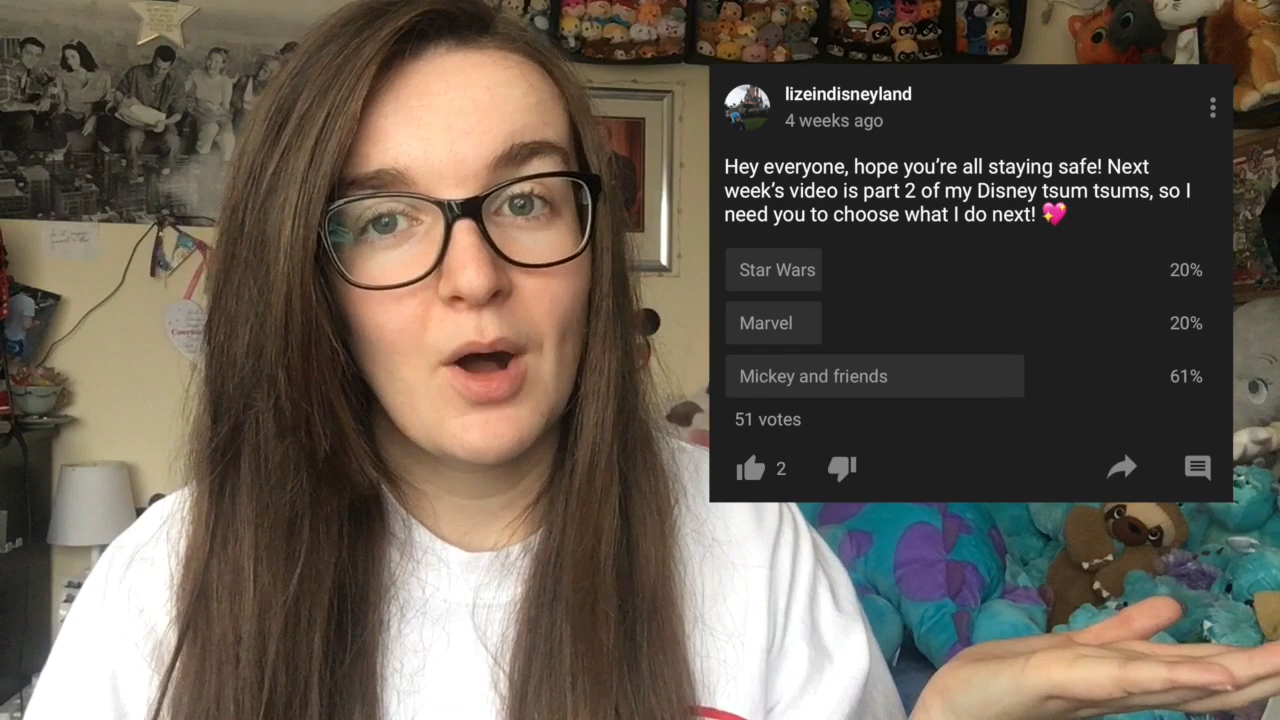 lizeindisneyland
4 weeks ago
Hey everyone, hope you're all staying safe! Next
week's video is part 2 of my Disney tsum tsums, so I
need you to choose what I do next! 💖
Star Wars 20%
Marvel 20%
Mickey and friends 61%
51 votes
2